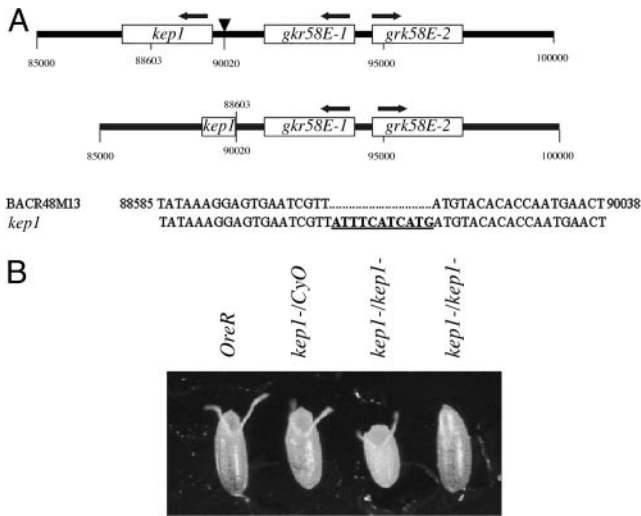 A
kep1 gkr58E-1 grk58E-2
85000 88603 90020 95000 100000
88603
kep1 gkr58E-1 grk58E-2
85000 90020 95000 100000
BACR48M13 88585 TATAAAGGAGTGAATCGTT..............................ATGTACACACCAATGAACT 90038
kep1 TATAAAGGAGTGAATCGTTATTTCATCATGATGTACACACCAATGAACT
B
OreR
kep1-/CyO
kep1-/kep1-
kep1-/kep1-